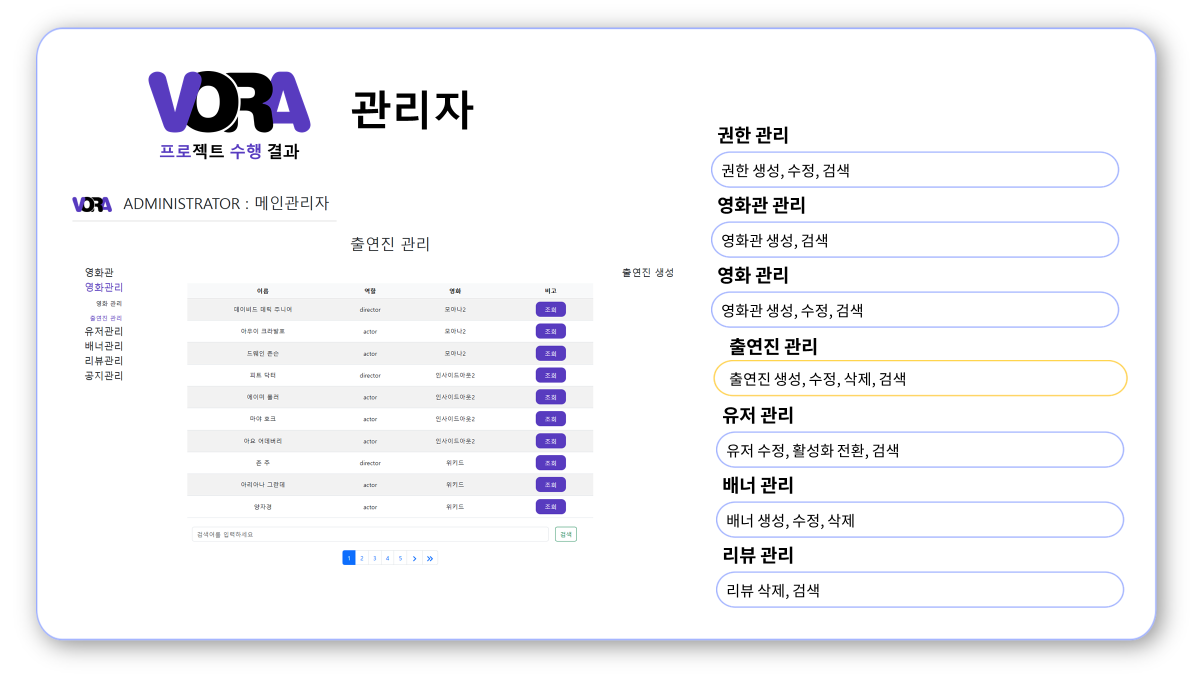 VORA
관리자
프로젝트 수행 결과
VORA ADMINISTRATOR : 메인관리자
출연진 관리
영화관
영화관리
영화 관리
출연진 관리
유저관리
배너관리
리뷰관리
공지관리
출연진 생성
이름 역할 영화 비고
데이비드 데릭 주니어 director 모아나2 조회
아우이 크라발호 actor 모아나2 조회
드웨인 존슨 actor 모아나2 조회
피트 닥터 director 인사이드아웃2 조회
에이미 폴러 actor 인사이드아웃2 조회
마야 호크 actor 인사이드아웃2 조회
아요 어데버리 actor 인사이드아웃2 조회
존 추 director 위키드 조회
아리아나 그란데 actor 위키드 조회
양자경 actor 위키드 조회
검색어를 입력하세요 검색
1 2 3 4 5 › »
권한 관리
권한 생성, 수정, 검색
영화관 관리
영화관 생성, 검색
영화 관리
영화관 생성, 수정, 검색
출연진 관리
출연진 생성, 수정, 삭제, 검색
유저 관리
유저 수정, 활성화 전환, 검색
배너 관리
배너 생성, 수정, 삭제
리뷰 관리
리뷰 삭제, 검색